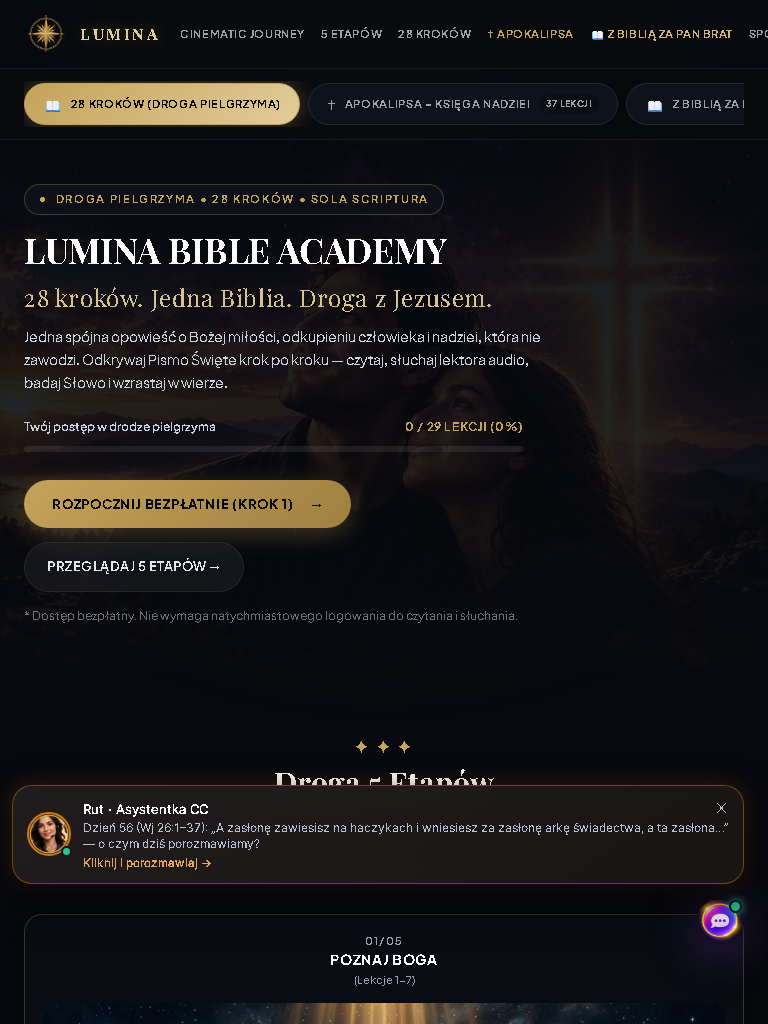 LUMINA
CINEMATIC JOURNEY
5 ETAPÓW
28 KROKÓW
† APOKALIPSA
📖 Z BIBLIĄ ZA PAN BRAT
📖 28 KROKÓW (DROGA PIELGRZYMA)
† APOKALIPSA – KSIĘGA NADZIEI
37 LEKCJI
📖 Z BIBLIĄ ZA
• DROGA PIELGRZYMA • 28 KROKÓW • SOLA SCRIPTURA
LUMINA BIBLE ACADEMY
28 kroków. Jedna Biblia. Droga z Jezusem.
Jedna spójna opowieść o Bożej miłości, odkupieniu człowieka i nadziei, która nie
zawodzi. Odkrywaj Pismo Święte krok po kroku — czytaj, słuchaj lektora audio,
badaj Słowo i wzrastaj w wierze.
Twój postęp w drodze pielgrzyma
0 / 29 LEKCJI (0%)
ROZPOCZNIJ BEZPŁATNIE (KROK 1) →
PRZEGLĄDAJ 5 ETAPÓW →
* Dostęp bezpłatny. Nie wymaga natychmiastowego logowania do czytania i słuchania.
Droga 5 Etapów
Rut · Asystentka CC
Dzień 56 (Wj 26:1–37): „A zasłonę zawiesisz na haczykach i wniesiesz za zasłonę arkę świadectwa, a ta zasłona…”
— o czym dziś porozmawiamy?
Kliknij i porozmawiaj →
01/05
POZNAJ BOGA
(Lekcje 1–7)